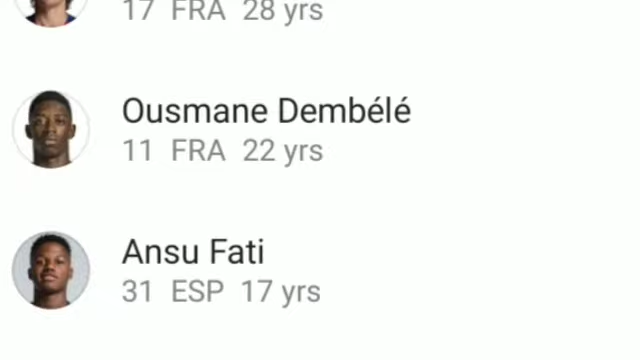 17 FRA 28 yrs
Ousmane Dembélé
11 FRA 22 yrs
Ansu Fati
31 ESP 17 yrs